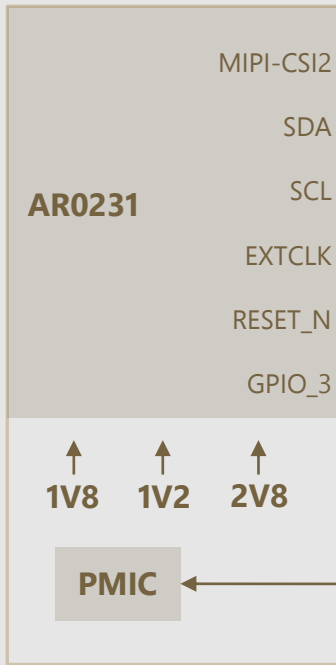 MIPI-CSI2
SDA
SCL
AR0231
EXTCLK
RESET_N
GPIO_3
1V8 1V2 2V8
PMIC